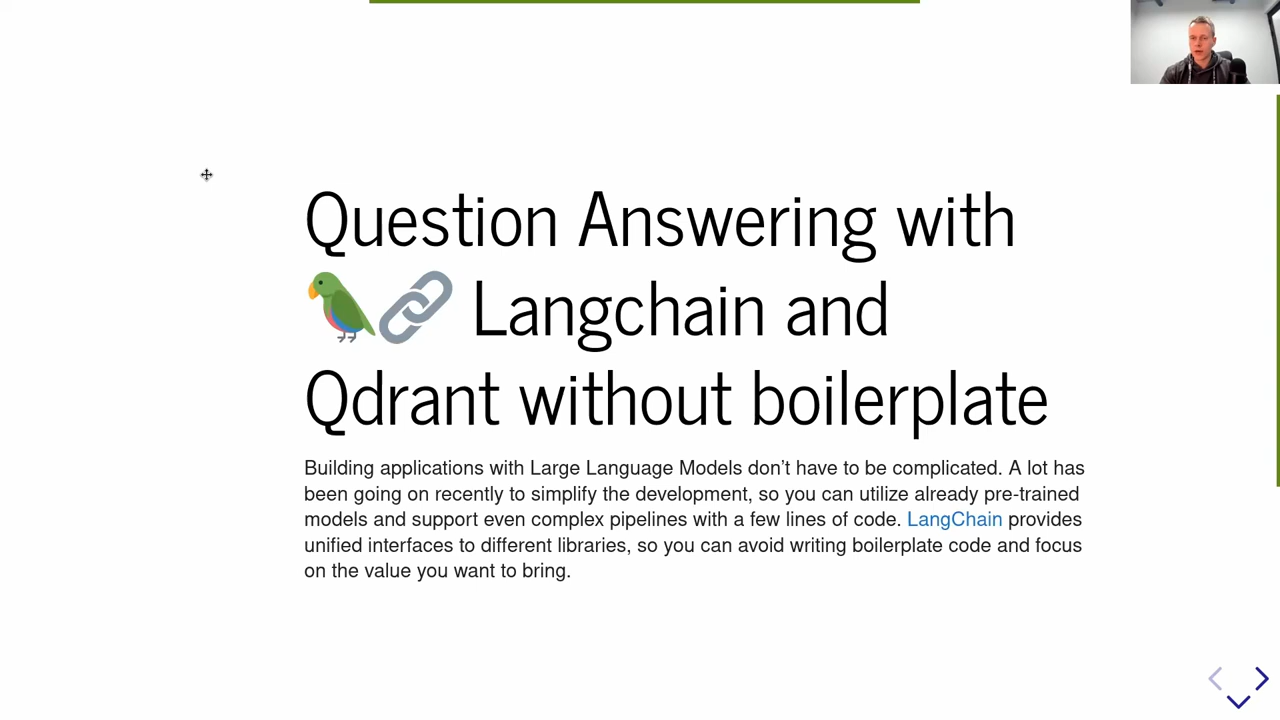 Question Answering with
🦜🔗 Langchain and
Qdrant without boilerplate
Building applications with Large Language Models don't have to be complicated. A lot has
been going on recently to simplify the development, so you can utilize already pre-trained
models and support even complex pipelines with a few lines of code. LangChain provides
unified interfaces to different libraries, so you can avoid writing boilerplate code and focus
on the value you want to bring.